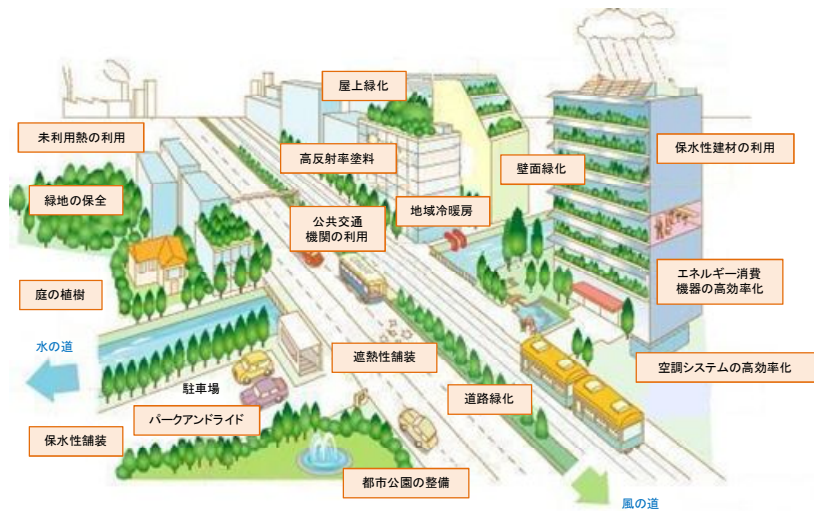 屋上緑化
未利用熱の利用
高反射率塗料
保水性建材の利用
壁面緑化
緑地の保全
地域冷暖房
公共交通
機関の利用
エネルギー消費
機器の高効率化
庭の植樹
水の道
遮熱性舗装
空調システムの高効率化
駐車場
道路緑化
パークアンドライド
保水性舗装
都市公園の整備
風の道